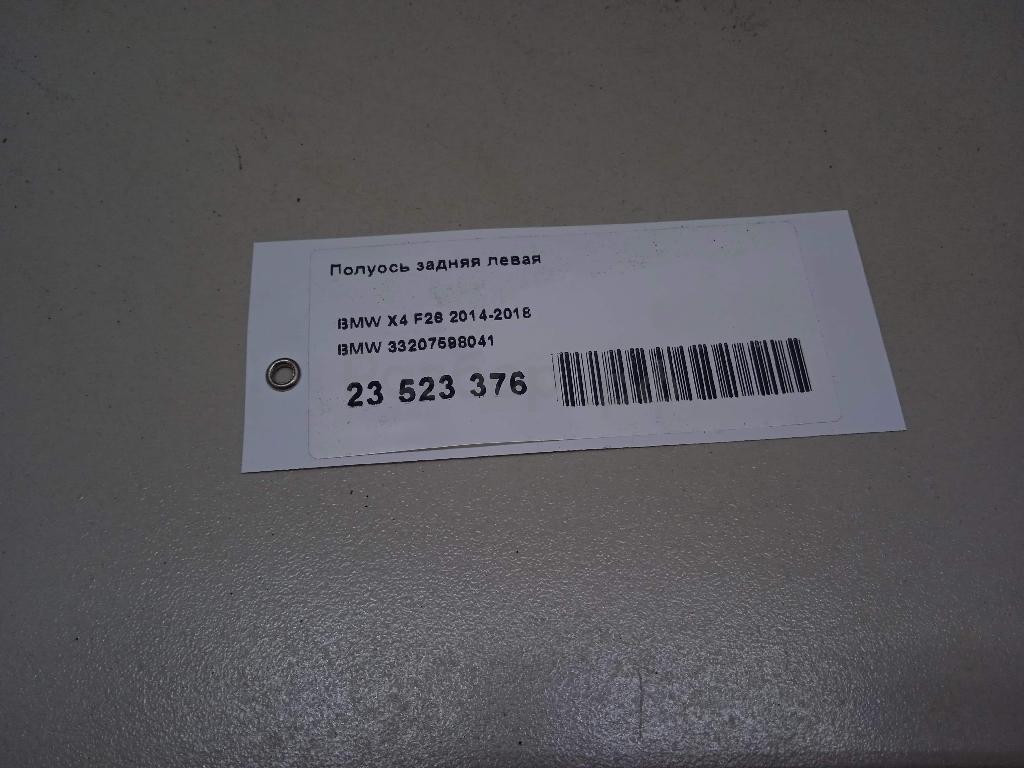 Полуось задняя левая
BMW X4 F26 2014-2018
BMW 33207598041
23 523 376